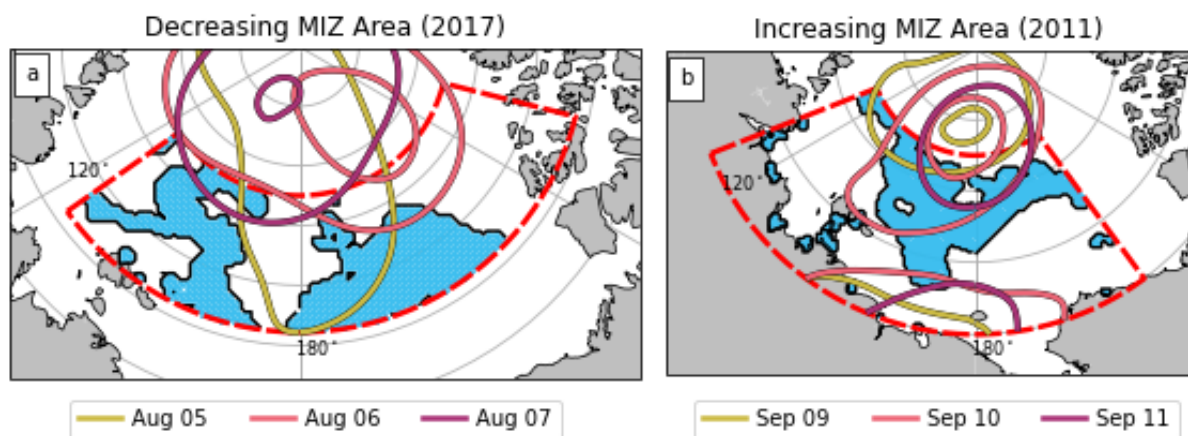 Decreasing MIZ Area (2017)
Increasing MIZ Area (2011)
a
b
120°
120°
180°
180°
Aug 05
Aug 06
Aug 07
Sep 09
Sep 10
Sep 11